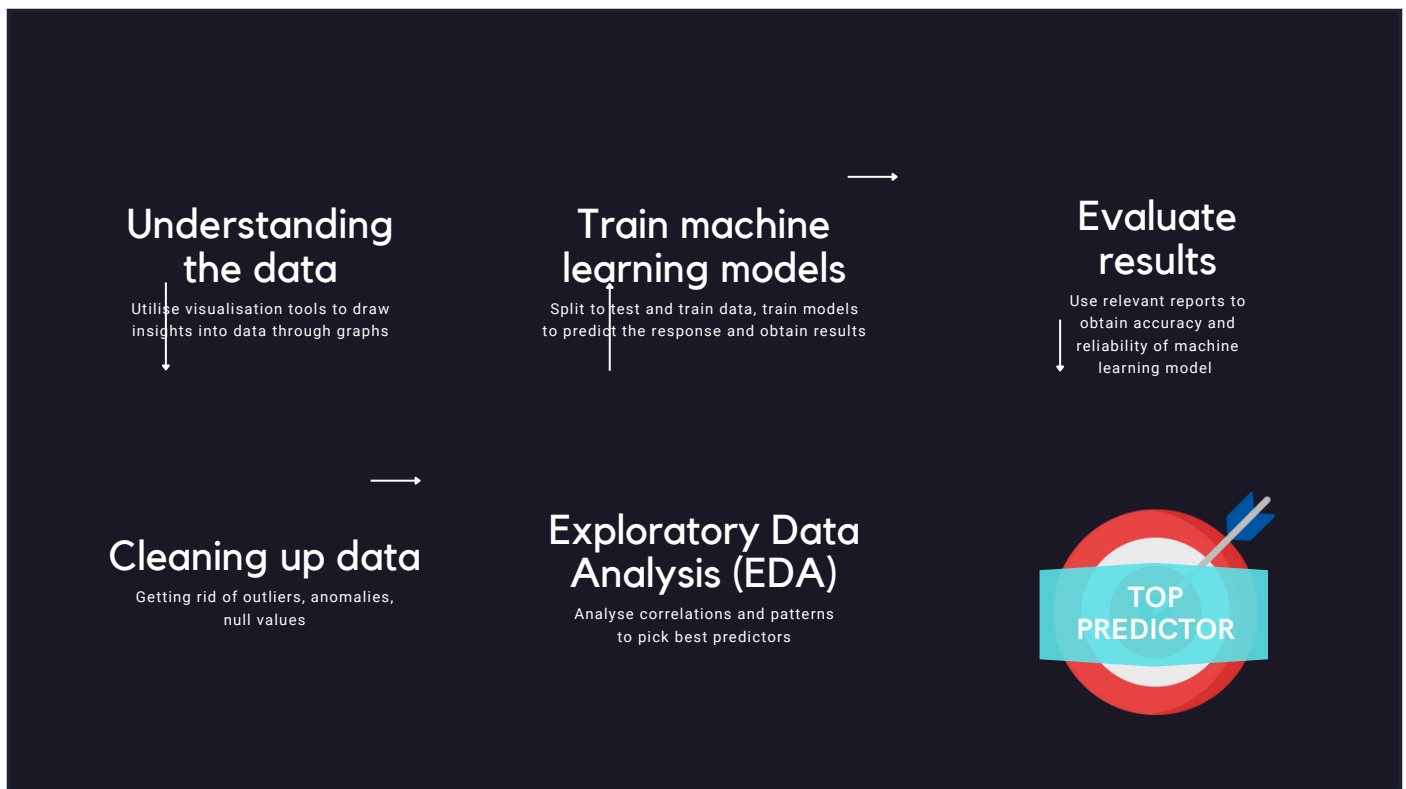 Understanding
the data
Utilise visualisation tools to draw
insights into data through graphs
Train machine
learning models
Split to test and train data, train models
to predict the response and obtain results
Evaluate
results
Use relevant reports to
obtain accuracy and
reliability of machine
learning model
Cleaning up data
Getting rid of outliers, anomalies,
null values
Exploratory Data
Analysis (EDA)
Analyse correlations and patterns
to pick best predictors
TOP
PREDICTOR